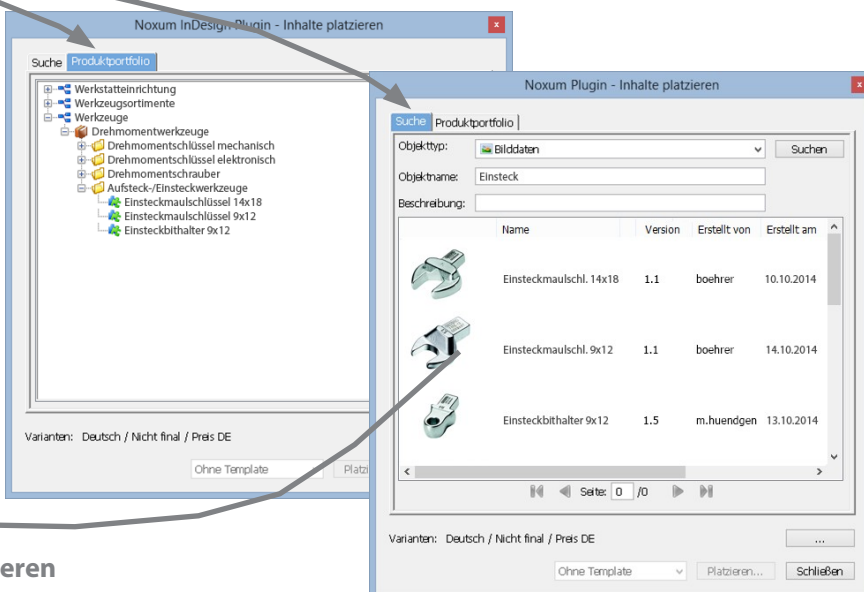 Noxum InDesign Plugin - Inhalte platzieren
x
Suche Produktportfolio
Werkstatteinrichtung
Werkzeugsortimente
Werkzeuge
Drehmomentwerkzeuge
Drehmomentschlüssel mechanisch
Drehmomentschlüssel elektronisch
Drehmomentschrauber
Aufsteck-/Einsteckwerkzeuge
Einsteckmaulschlüssel 14x18
Einsteckmaulschlüssel 9x12
Einsteckbithalter 9x12
Varianten: Deutsch / Nicht final / Preis DE
Ohne Template Platzi
Noxum Plugin - Inhalte platzieren
x
Suche Produktportfolio
Objekttyp: Bilddaten Suchen
Objektname: Einsteck
Beschreibung:
Name Version Erstellt von Erstellt am
Einsteckmaulschl. 14x18 1.1 boehrer 10.10.2014
Einsteckmaulschl. 9x12 1.1 boehrer 14.10.2014
Einsteckbithalter 9x12 1.5 m.huendgen 13.10.2014
Seite: 0 /0
Varianten: Deutsch / Nicht final / Preis DE ...
Ohne Template Platzieren... Schließen
eren